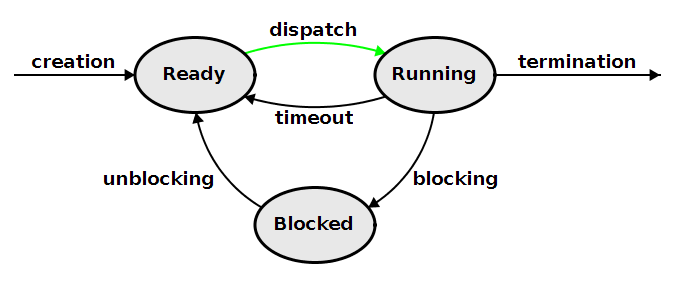 dispatch
creation
Ready
Running
termination
timeout
unblocking
blocking
Blocked